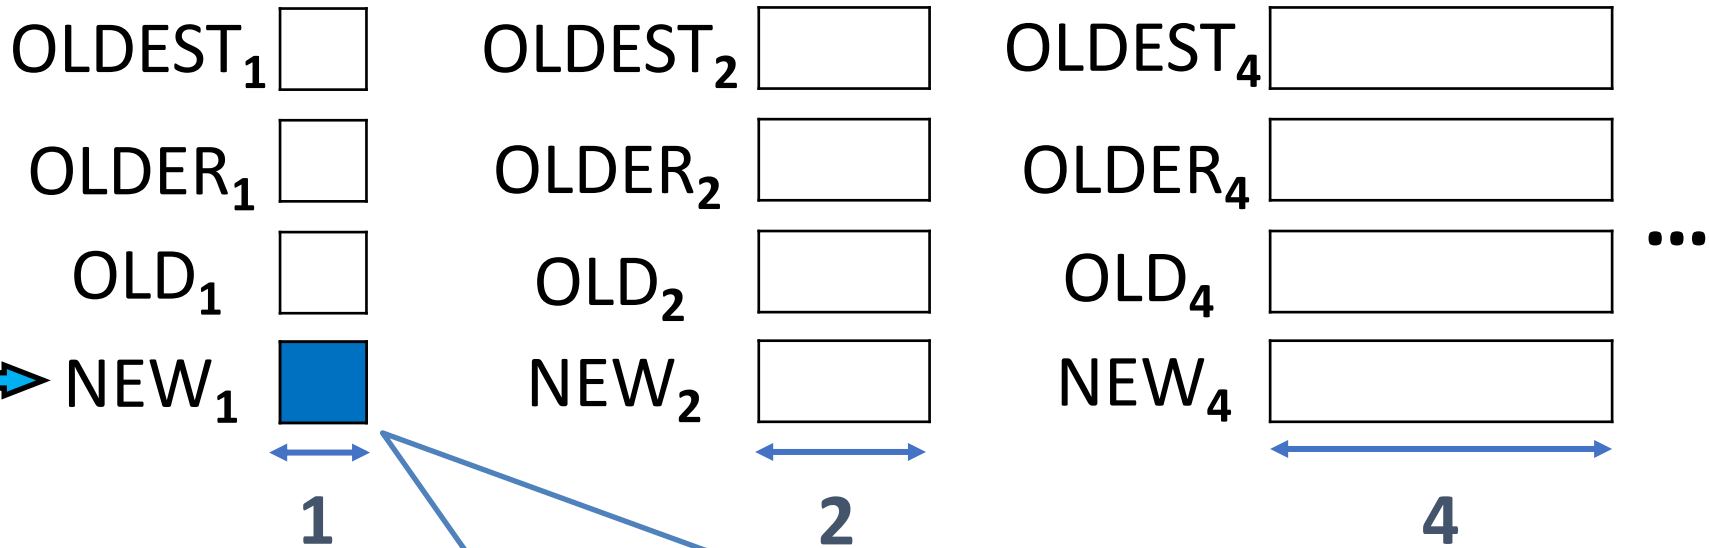 OLDEST1 OLDEST2 OLDEST4
OLDER1 OLDER2 OLDER4
OLD1 OLD2 OLD4 ...
NEW1 NEW2 NEW4
1 2 4